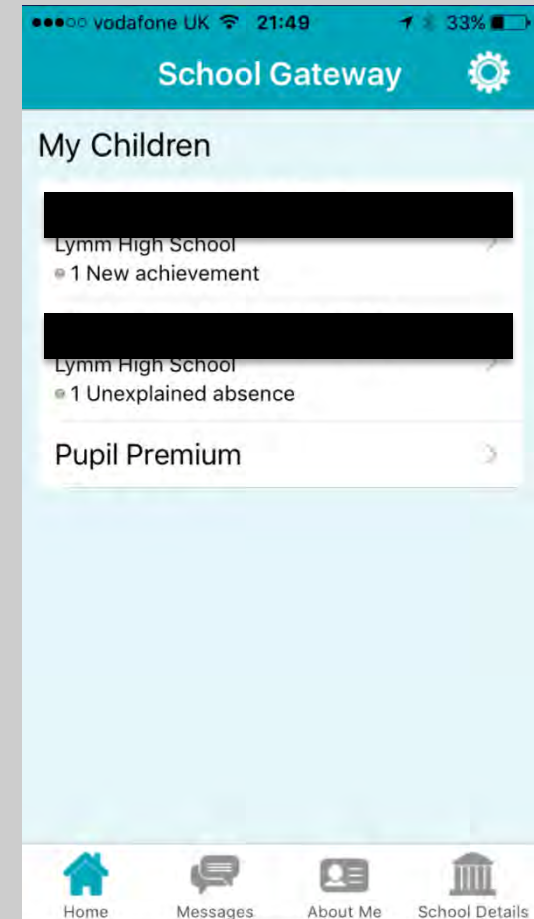 vodafone UK 21:49 33%
School Gateway
My Children
Lymm High School
1 New achievement
Lymm High School
1 Unexplained absence
Pupil Premium
Home Messages About Me School Details